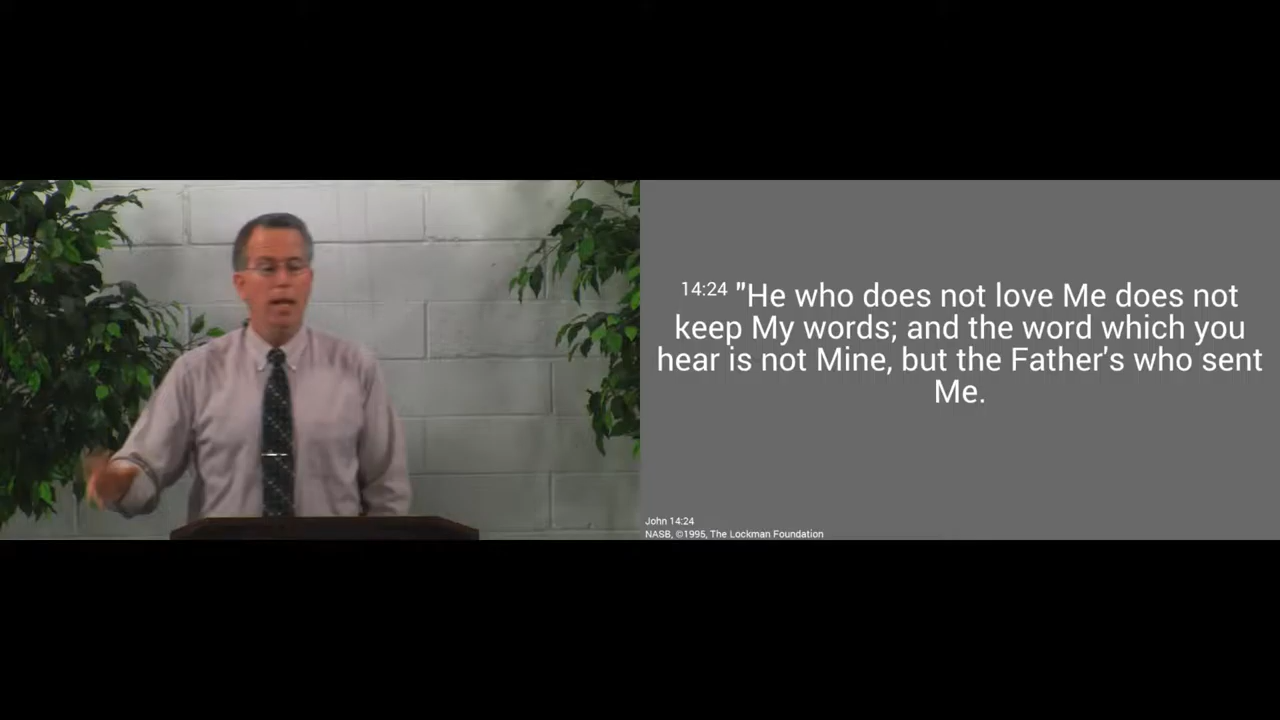 14:24 "He who does not love Me does not
keep My words; and the word which you
hear is not Mine, but the Father's who sent
Me.
John 14:24
NASB, ©1995, The Lockman Foundation